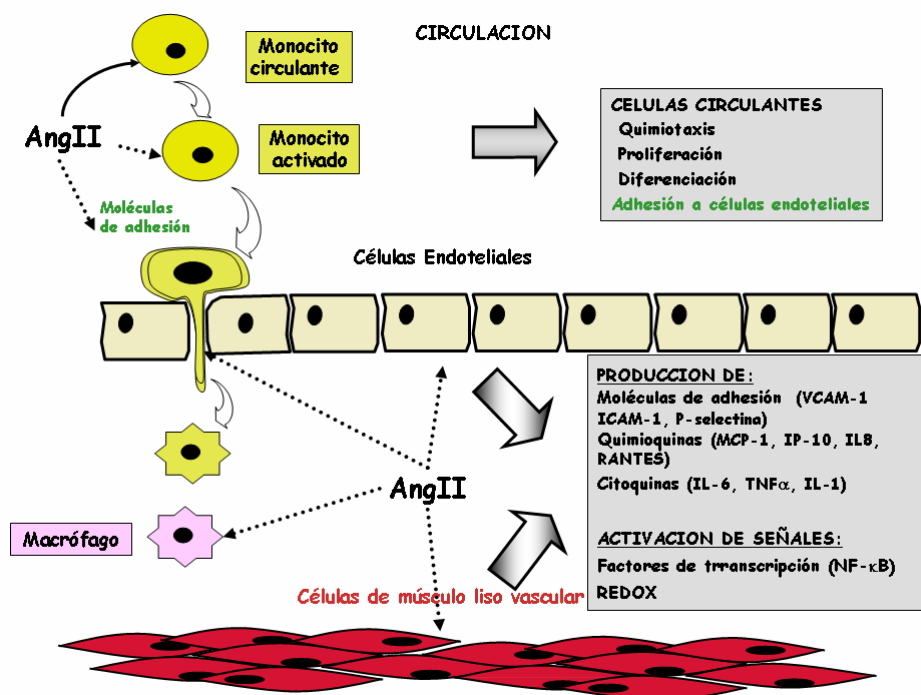 CIRCULACION
Monocito
circulante
AngII
Monocito
activado
Moléculas
de adhesión
CELULAS CIRCULANTES
Quimiotaxis
Proliferación
Diferenciación
Adhesión a células endoteliales
Células Endoteliales
PRODUCCION DE:
Moléculas de adhesión (VCAM-1
ICAM-1, P-selectina)
Quimioquinas (MCP-1, IP-10, IL8,
RANTES)
Citoquinas (IL-6, TNFα, IL-1)
AngII
Macrófago
ACTIVACION DE SEÑALES:
Factores de trranscripción (NF-κB)
REDOX
Células de músculo liso vascular